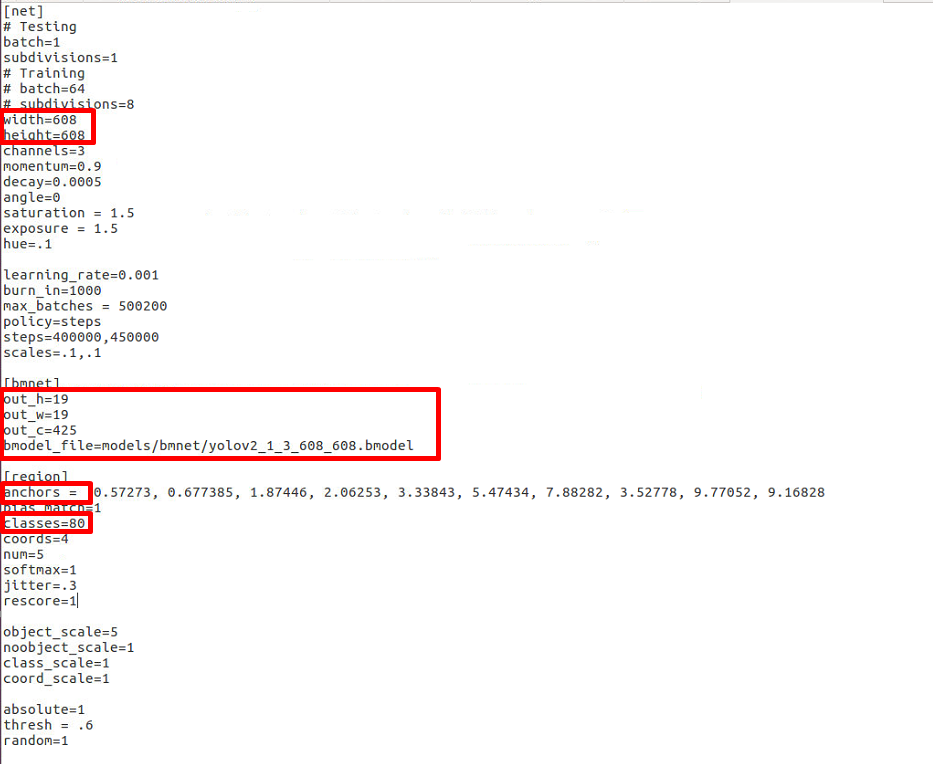 [net]
# Testing
batch=1
subdivisions=1
# Training
# batch=64
# subdivisions=8
width=608
height=608
channels=3
momentum=0.9
decay=0.0005
angle=0
saturation = 1.5
exposure = 1.5
hue=.1
learning_rate=0.001
burn_in=1000
max_batches = 500200
policy=steps
steps=400000,450000
scales=.1,.1
[bmnet]
out_h=19
out_w=19
out_c=425
bmodel_file=models/bmnet/yolov2_1_3_608_608.bmodel
[region]
anchors = 0.57273, 0.677385, 1.87446, 2.06253, 3.33843, 5.47434, 7.88282, 3.52778, 9.77052, 9.16828
bias_match=1
classes=80
coords=4
num=5
softmax=1
jitter=.3
rescore=1
object_scale=5
noobject_scale=1
class_scale=1
coord_scale=1
absolute=1
thresh = .6
random=1